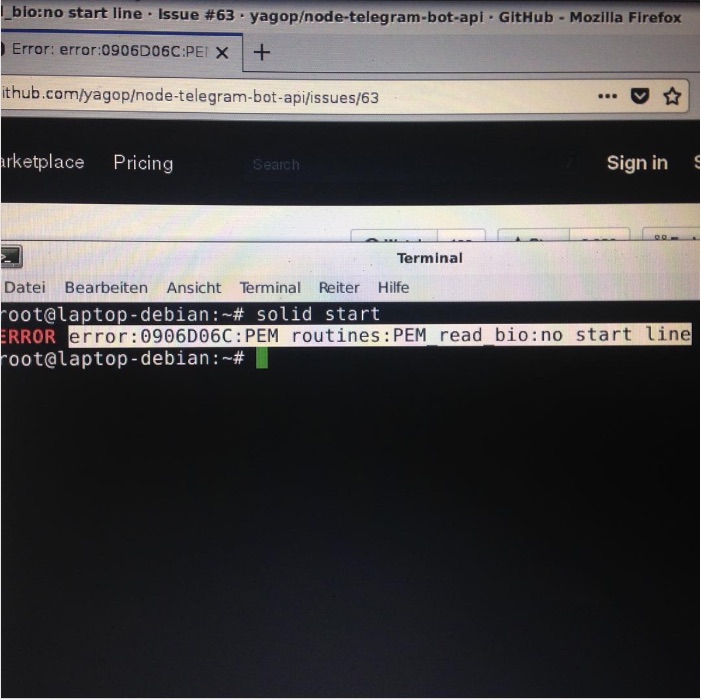 _bio:no start line · Issue #63 · yagop/node-telegram-bot-api · GitHub - Mozilla Firefox
Error: error:0906D06C:PEI
ithub.com/yagop/node-telegram-bot-api/issues/63
arketplace Pricing Search Sign in
Terminal
Datei Bearbeiten Ansicht Terminal Reiter Hilfe
root@laptop-debian:~# solid start
ERROR error:0906D06C:PEM routines:PEM_read_bio:no start line
root@laptop-debian:~#